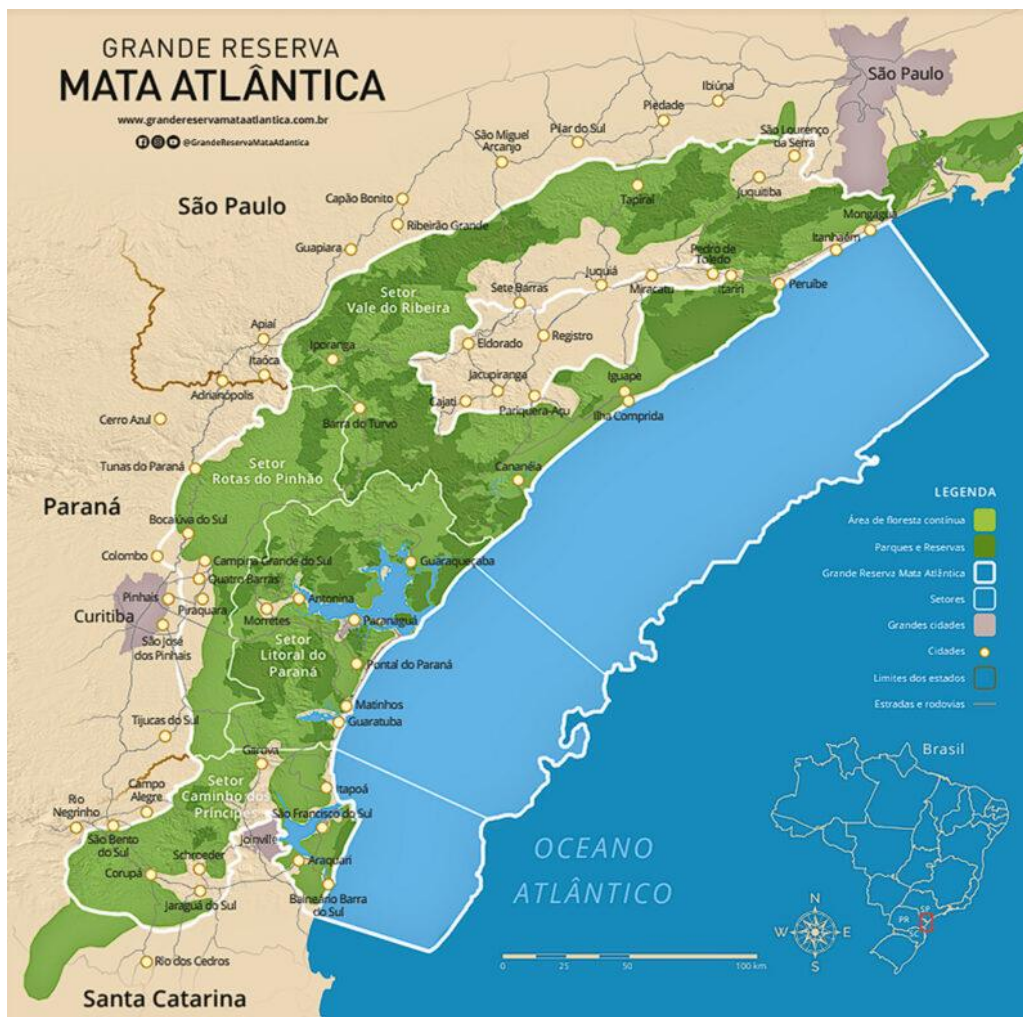 GRANDE RESERVA
MATA ATLÂNTICA
www.grandereservamataatlantica.com.br
@GrandeReservaMataAtlantica
São Paulo
Ibiúna
Piedade
Pilar do Sul
São Miguel
Arcanjo
São Lourenço
da Serra
Juquitiba
Tapiraí
São Paulo
Capão Bonito
Ribeirão Grande
Guapiara
Mongaguá
Itanhaém
Pedro de
Toledo
Juquiá
Miracatu
Itariri
Peruíbe
Sete Barras
Setor
Vale do Ribeira
Apiaí
Eldorado
Registro
Iporanga
Itaóca
Jacupiranga
Iguape
Adrianópolis
Cajati
Pariquera-Açu
Ilha Comprida
Cerro Azul
Barra do Turvo
Tunas do Paraná
Setor
Rotas do Pinhão
Cananéia
Paraná
Bocaiúva do Sul
Colombo
Campina Grande do Sul
Guaraqueçaba
Quatro Barras
Pinhais
Piraquara
Antonina
Curitiba
Morretes
Paranaguá
São José
dos Pinhais
Setor
Litoral do
Paraná
Pontal do Paraná
Matinhos
Guaratuba
Tijucas do Sul
Garuva
Campo
Alegre
Setor
Caminho dos
Príncipes
Itapoá
Rio
Negrinho
São Bento
do Sul
São Francisco do Sul
Joinville
Schroeder
Araquari
Corupá
Jaraguá do Sul
Balneário Barra
do Sul
Rio dos Cedros
Santa Catarina
LEGENDA
Área de floresta contínua
Parques e Reservas
Grande Reserva Mata Atlântica
Setores
Grandes cidades
Cidades
Limites dos estados
Estradas e rodovias
Brasil
SP
PR
SC
OCEANO
ATLÂNTICO
N
W E
S
0 25 50 100 km